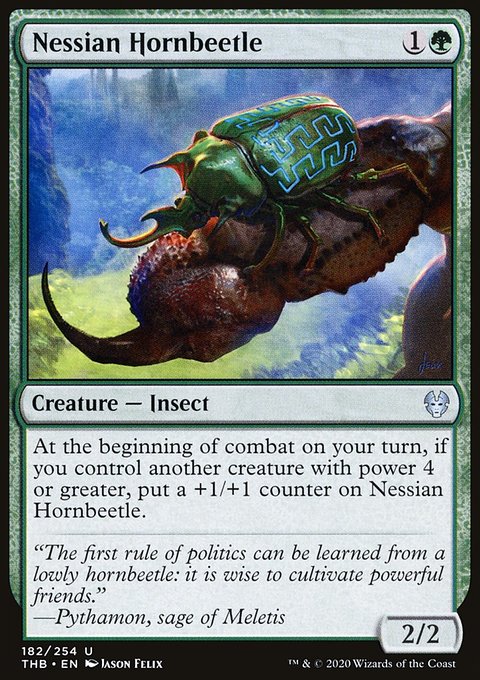 Nessian Hornbeetle 1
Creature — Insect
At the beginning of combat on your turn, if
you control another creature with power 4
or greater, put a +1/+1 counter on Nessian
Hornbeetle.
“The first rule of politics can be learned from a
lowly hornbeetle: it is wise to cultivate powerful
friends.”
—Pythamon, sage of Meletis
2/2
182/254 U
THB • EN Jason Felix
™ & © 2020 Wizards of the Coast